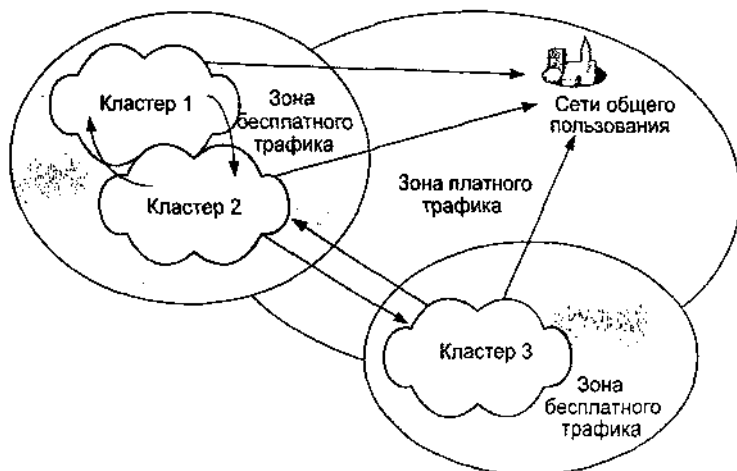 Кластер 1
Зона
бесплатного
трафика
Сети общего
пользования
Кластер 2
Зона платного
трафика
Кластер 3
Зона
бесплатного
трафика